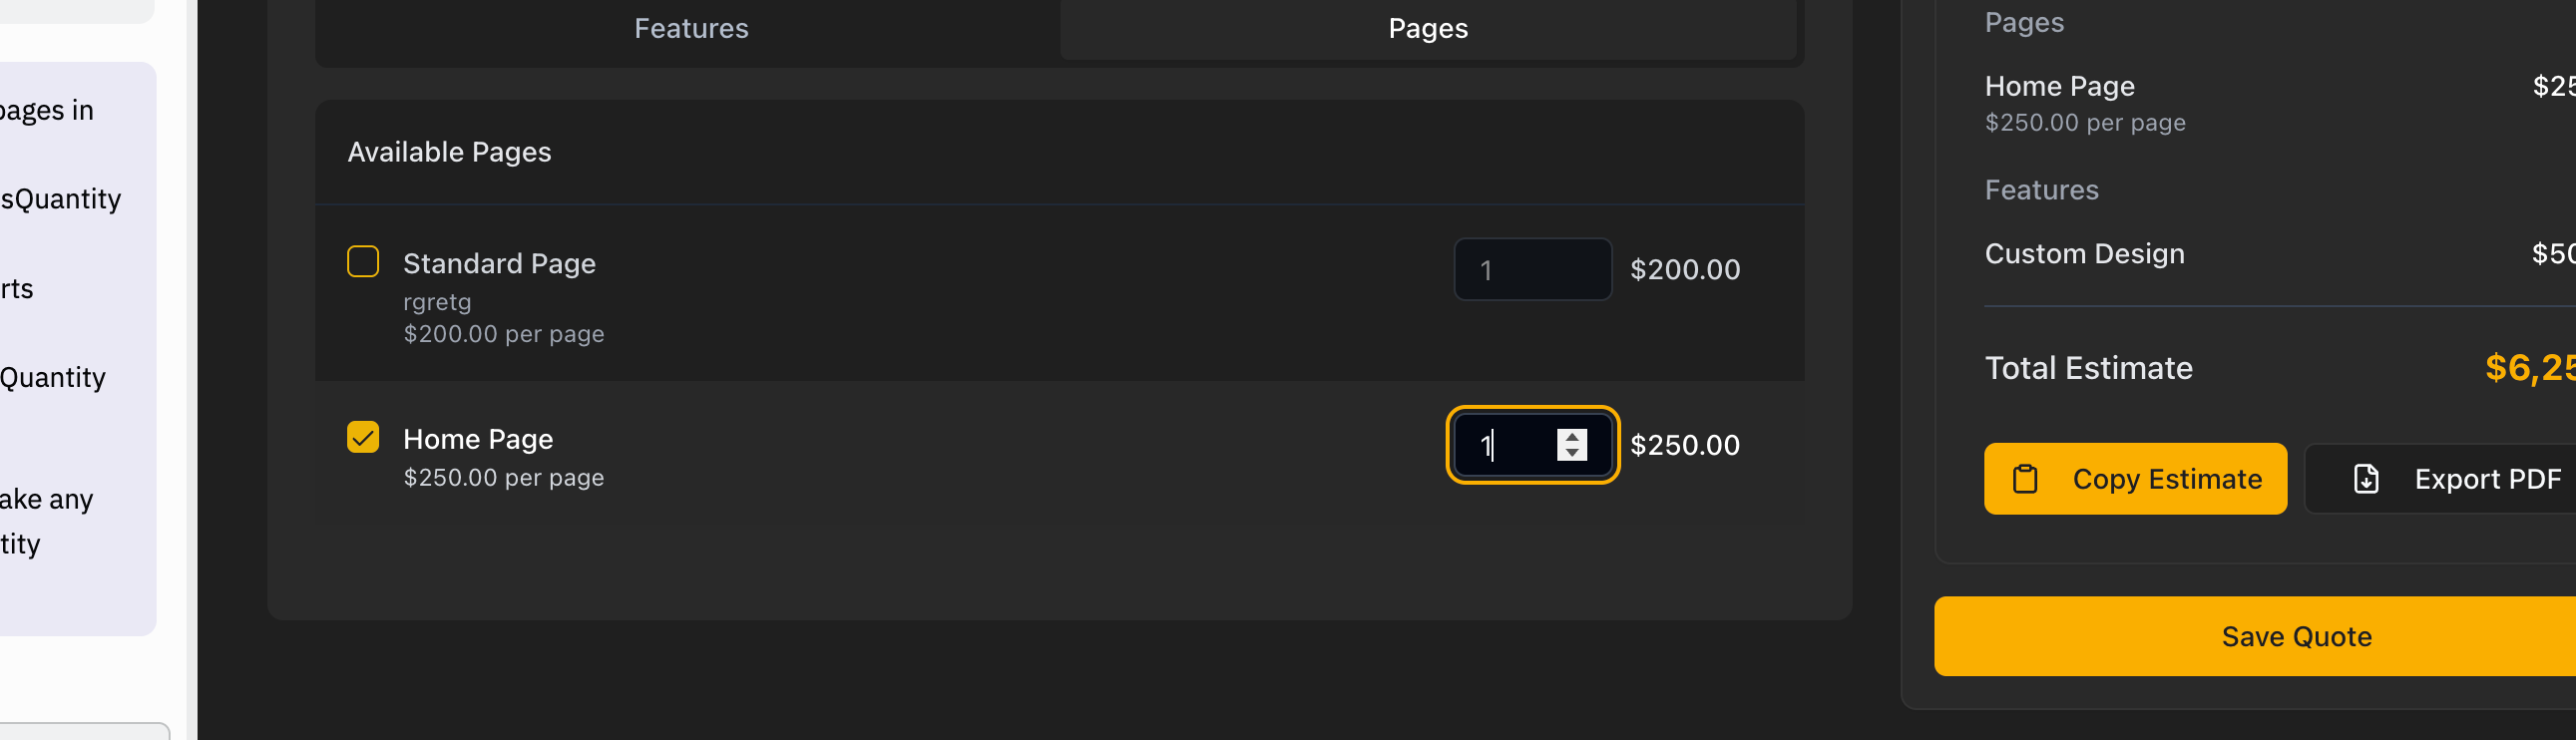 pages in
sQuantity
rts
Quantity
ake any
tity
Features
Pages
Available Pages
Standard Page
rgretg
$200.00 per page
1
$200.00
Home Page
$250.00 per page
1
$250.00
Pages
Home Page
$25
$250.00 per page
Features
Custom Design
$50
Total Estimate
$6,25
Copy Estimate
Export PDF
Save Quote